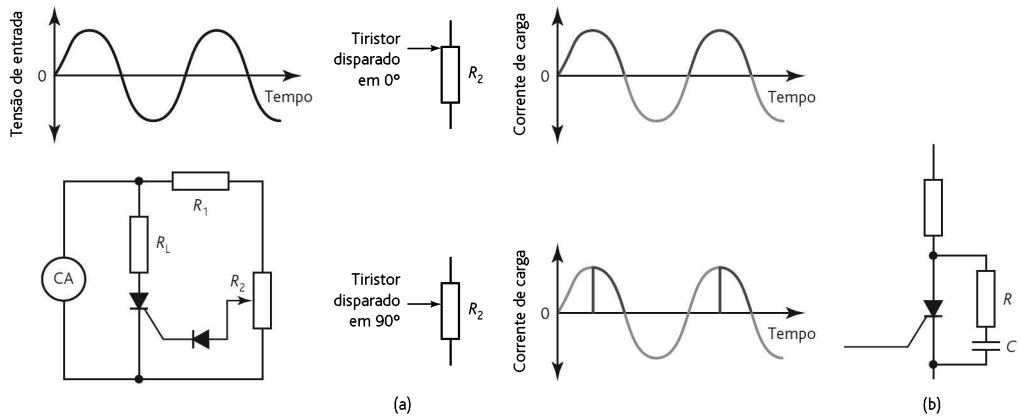 Tensão de entrada
0
Tempo
Tiristor
disparado
em 0°
R2
Corrente de carga
0
Tempo
CA
R1
RL
R2
Tiristor
disparado
em 90°
R2
Corrente de carga
0
Tempo
R
C
(a)
(b)